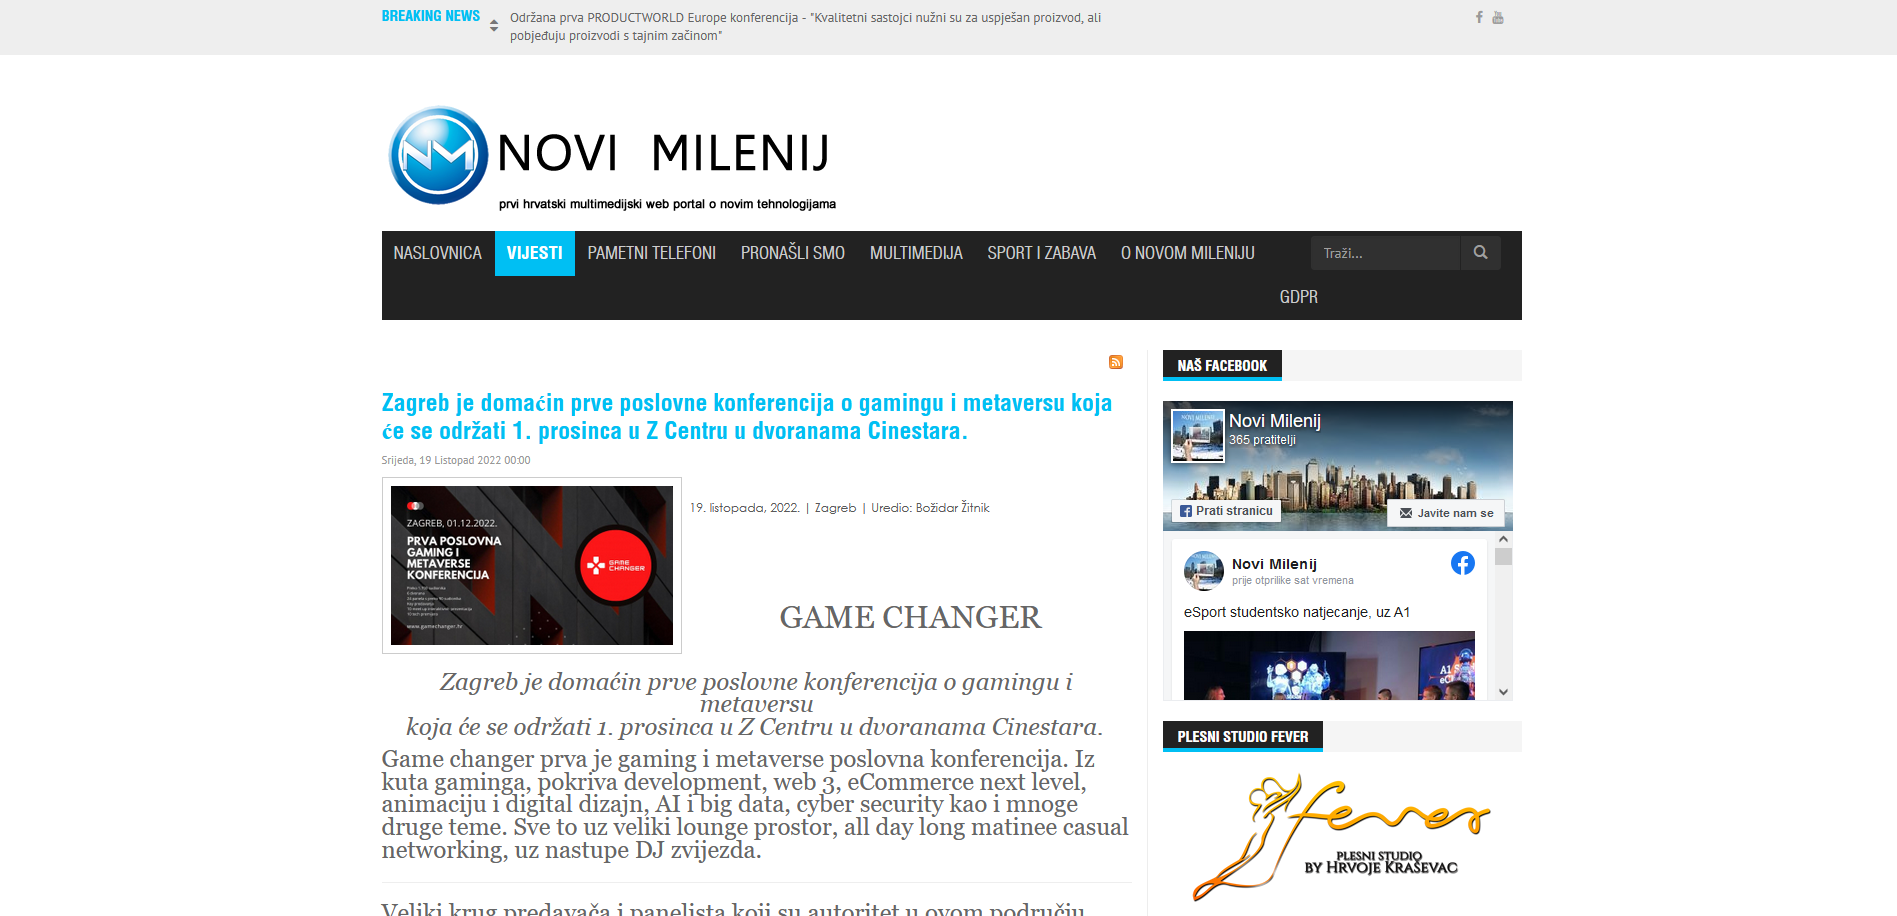 BREAKING NEWS
Održana prva PRODUCTWORLD Europe konferencija - "Kvalitetni sastojci nužni su za uspješan proizvod, ali
pobjeđuju proizvodi s tajnim začinom"
NM
NOVI MILENIJ
prvi hrvatski multimedijski web portal o novim tehnologijama
NASLOVNICA VIJESTI PAMETNI TELEFONI PRONAŠLI SMO MULTIMEDIJA SPORT I ZABAVA O NOVOM MILENIJU Traži...
GDPR
Zagreb je domaćin prve poslovne konferencija o gamingu i metaversu koja
će se održati 1. prosinca u Z Centru u dvoranama Cinestara.
Srijeda, 19 Listopad 2022 00:00
ZAGREB, 01.12.2022.
PRVA POSLOVNA
GAMING I
METAVERSE
KONFERENCIJA
www.gamechanger.hr
GAME
CHANGER
19. listopada, 2022. | Zagreb | Uredio: Božidar Žitnik
GAME CHANGER
Zagreb je domaćin prve poslovne konferencija o gamingu i
metaversu
koja će se održati 1. prosinca u Z Centru u dvoranama Cinestara.
Game changer prva je gaming i metaverse poslovna konferencija. Iz
kuta gaminga, pokriva development, web 3, eCommerce next level,
animaciju i digital dizajn, AI i big data, cyber security kao i mnoge
druge teme. Sve to uz veliki lounge prostor, all day long matinee casual
networking, uz nastupe DJ zvijezda.
Veliki krug predavača i panelista koji su autoritet u ovom području
NAŠ FACEBOOK
Novi Milenij
365 pratitelji
Prati stranicu
Javite nam se
Novi Milenij
prije otprilike sat vremena
eSport studentsko natjecanje, uz A1
PLESNI STUDIO FEVER
fever
PLESNI STUDIO
BY HRVOJE KRAŠEVAC